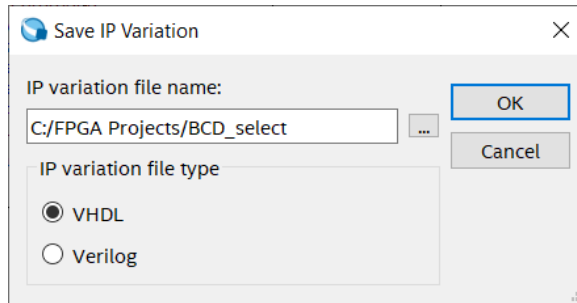 Save IP Variation
IP variation file name:
C:/FPGA Projects/BCD_select
...
OK
Cancel
IP variation file type
VHDL
Verilog